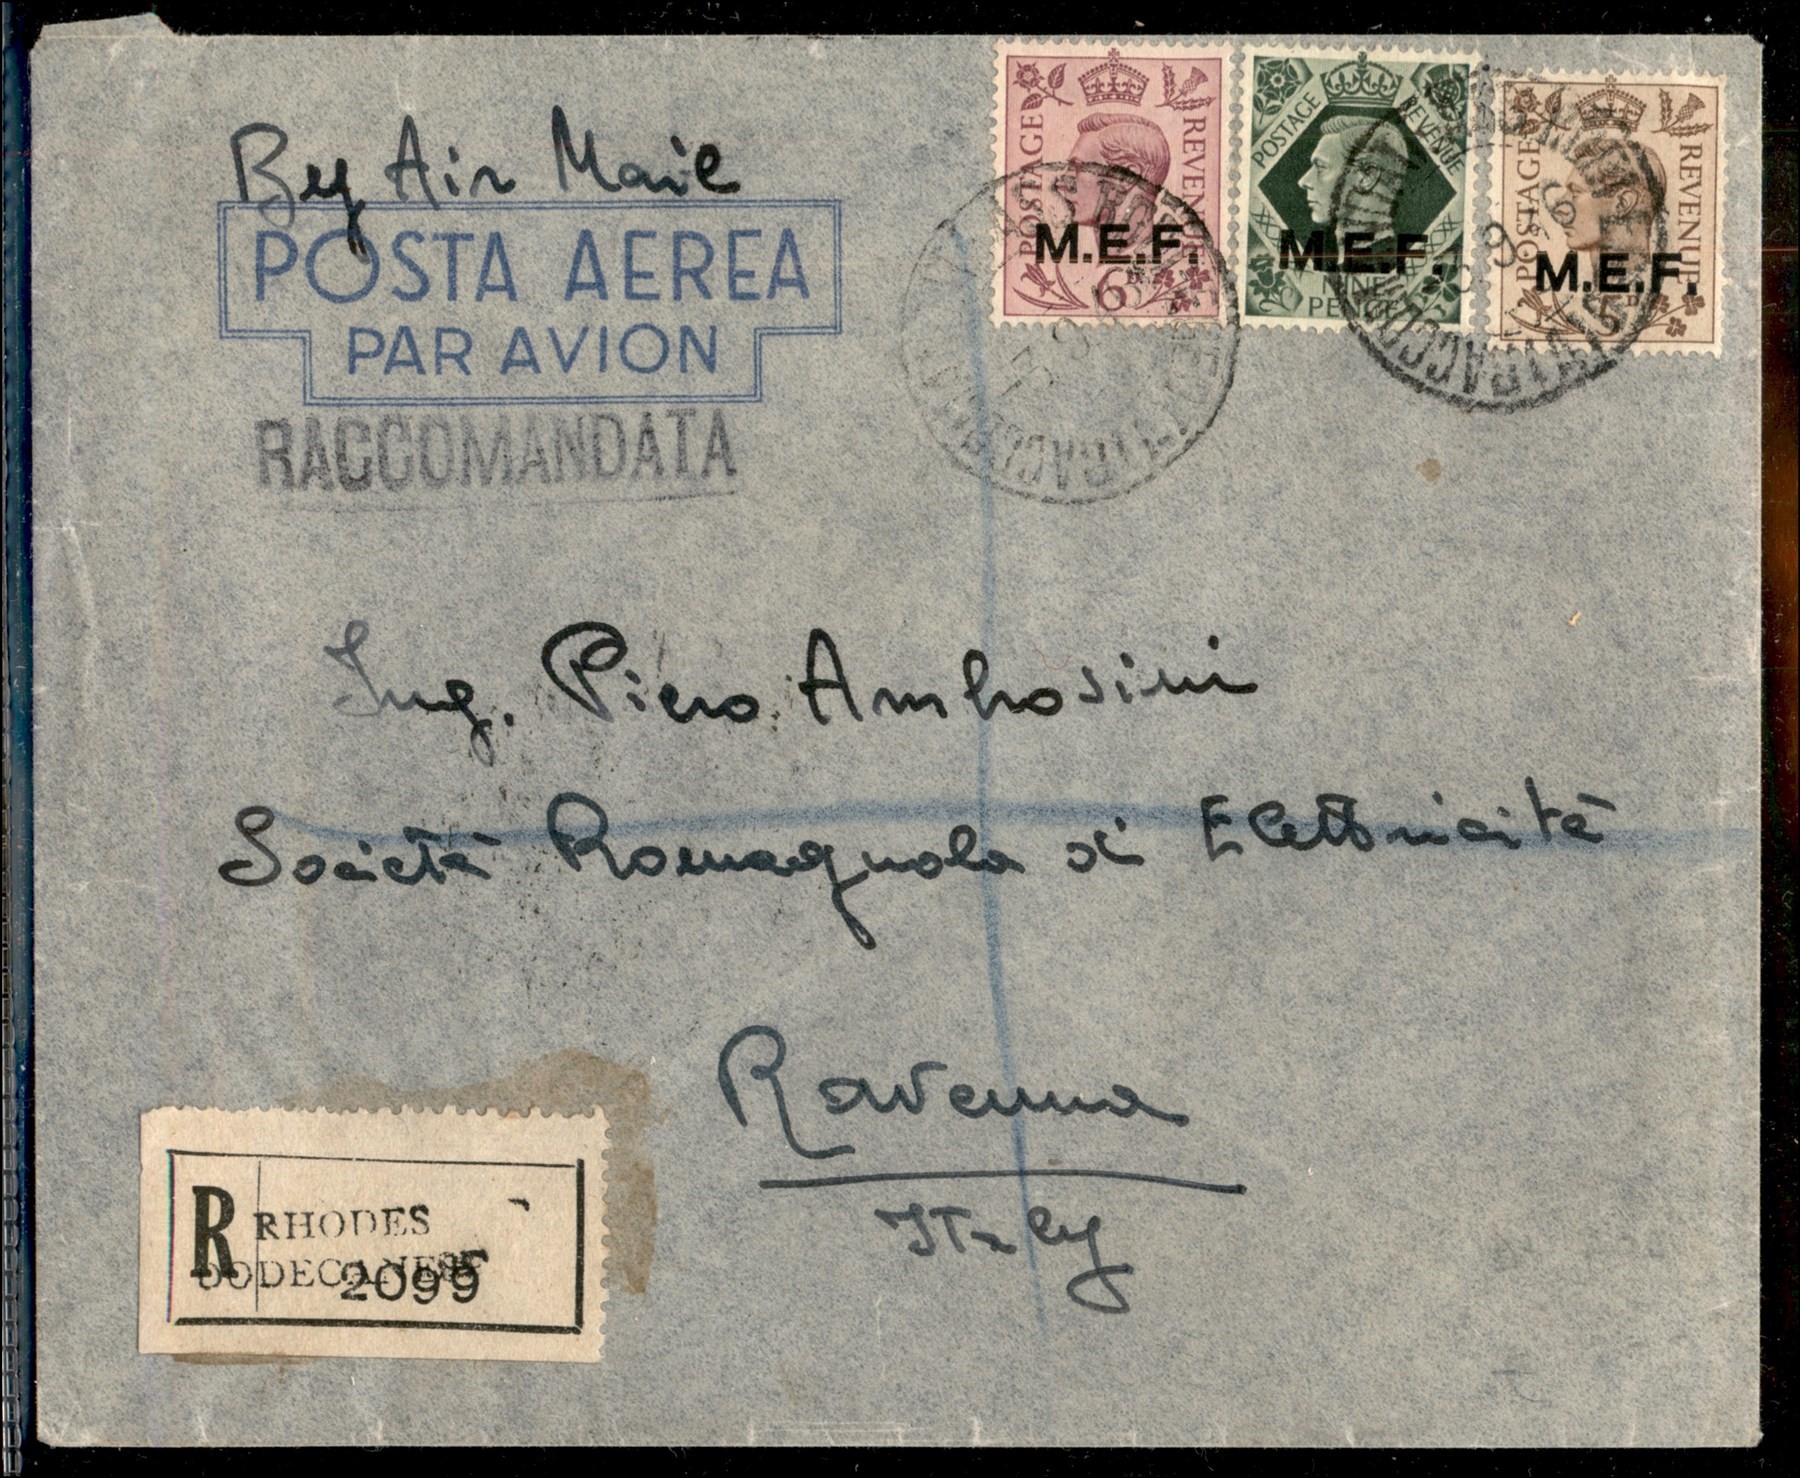 By Air Mail
POSTA AEREA
PAR AVION
RACCOMANDATA
POSTAGE REVENUE
M.E.F.
6D
POSTAGE REVENUE
M.E.F.
NINE
PENCE
POSTAGE REVENUE
M.E.F.
5D
Ing. Piero Ambrosini
Società Romagnola di Elettricità
Ravenna
Italy
R RHODES
DODECANESE
2099